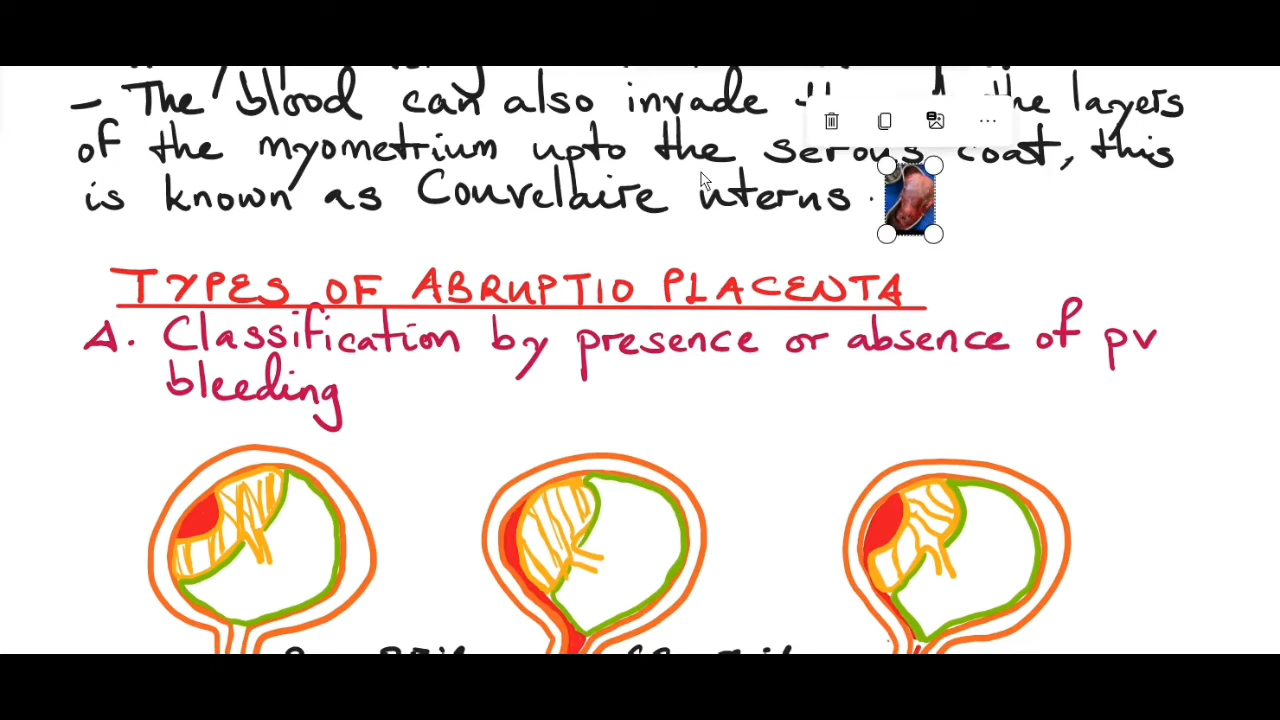 - The blood can also invade the layers
of the myometrium upto the serous coat, this
is known as Couvelaire interns.
TYPES OF ABRUPTIO PLACENTA
A. Classification by presence or absence of pv
bleeding